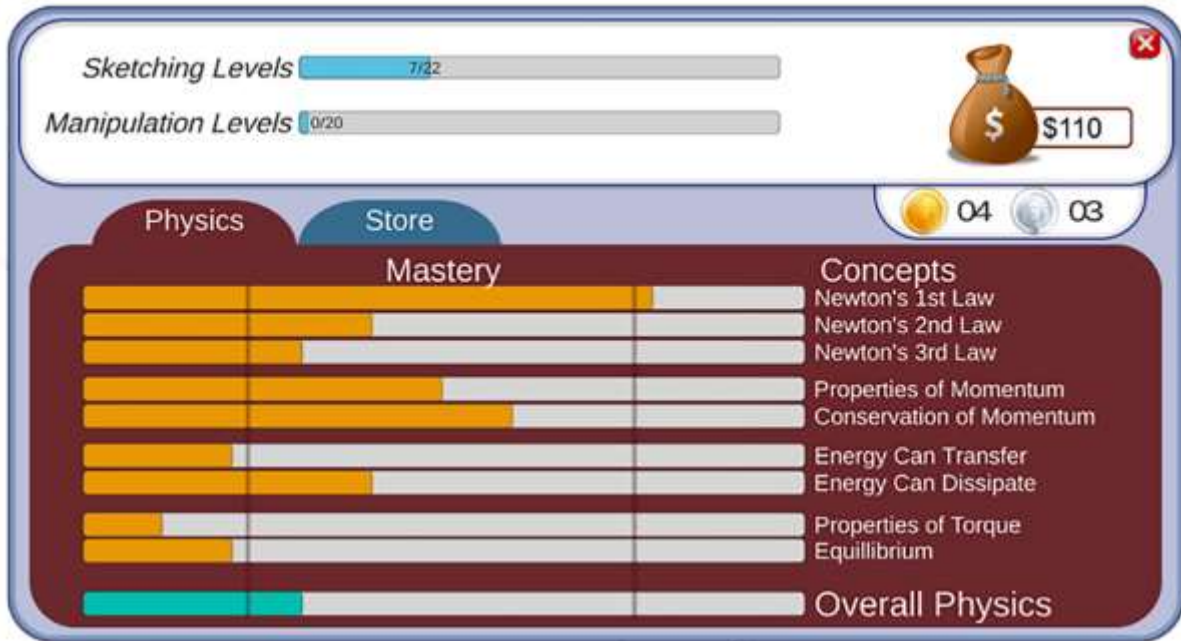 Sketching Levels 7/22
Manipulation Levels 0/20
$ $110
04 03
Physics Store
Mastery Concepts
Newton's 1st Law
Newton's 2nd Law
Newton's 3rd Law
Properties of Momentum
Conservation of Momentum
Energy Can Transfer
Energy Can Dissipate
Properties of Torque
Equillibrium
Overall Physics